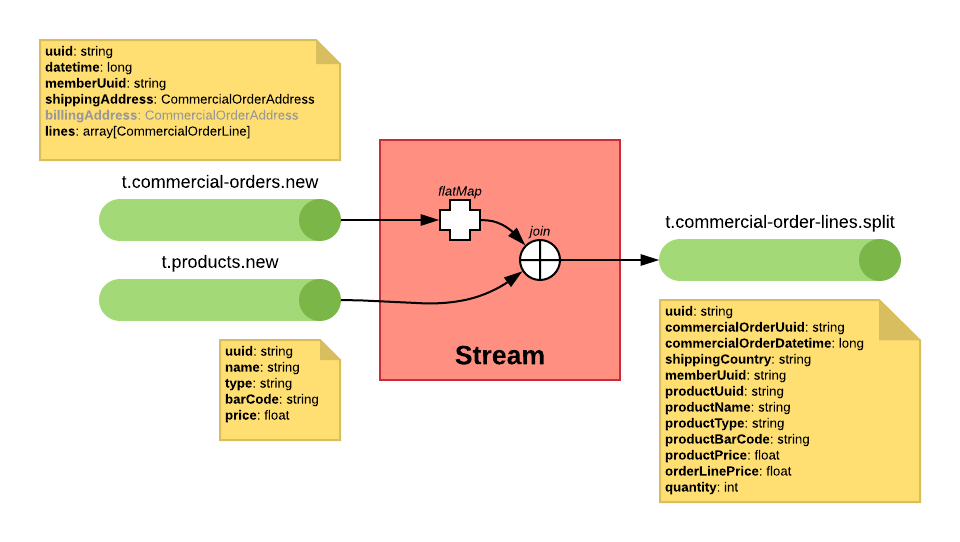 uuid: string
datetime: long
memberUuid: string
shippingAddress: CommercialOrderAddress
billingAddress: CommercialOrderAddress
lines: array[CommercialOrderLine]
t.commercial-orders.new
flatMap
t.products.new
join
t.commercial-order-lines.split
Stream
uuid: string
name: string
type: string
barCode: string
price: float
uuid: string
commercialOrderUuid: string
commercialOrderDatetime: long
shippingCountry: string
memberUuid: string
productUuid: string
productName: string
productType: string
productBarCode: string
productPrice: float
orderLinePrice: float
quantity: int